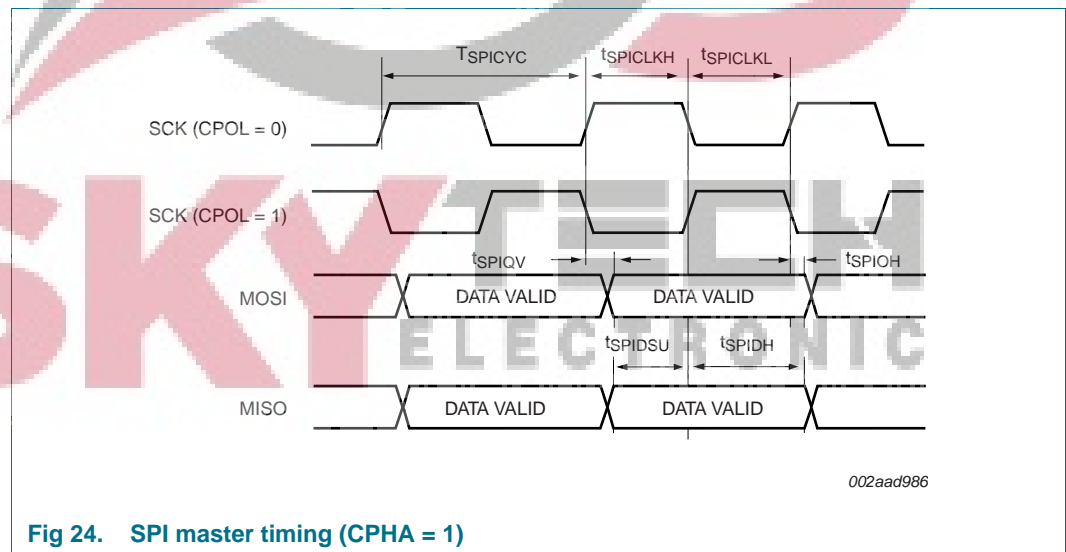 TSPICYC
tSPICLKH
tSPICLKL
SCK (CPOL = 0)
SCK (CPOL = 1)
tSPIQV
tSPIOH
MOSI
DATA VALID
DATA VALID
tSPIDSU
tSPIDH
MISO
DATA VALID
DATA VALID
SKYTECH
ELECTRONIC
002aad986
Fig 24. SPI master timing (CPHA = 1)